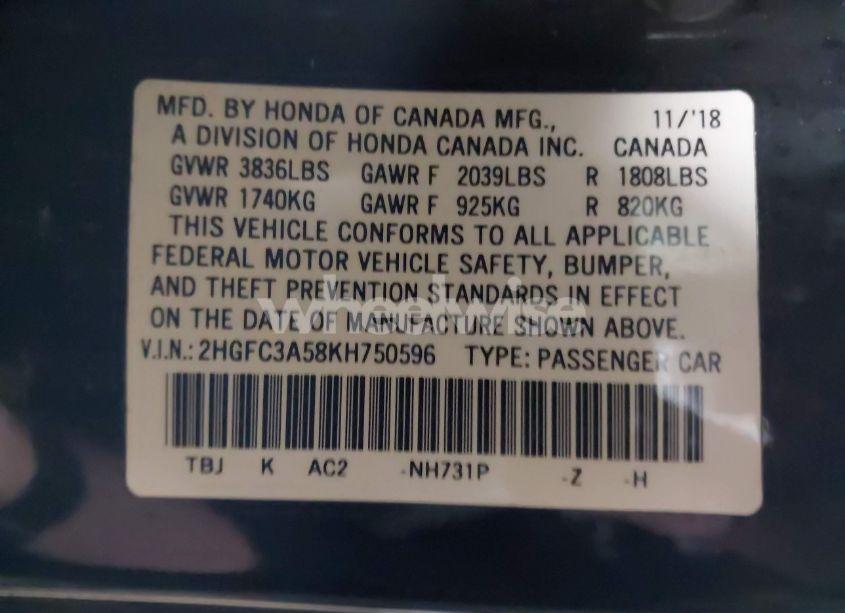 MFD. BY HONDA OF CANADA MFG., 11/'18
A DIVISION OF HONDA CANADA INC. CANADA
GVWR 3836LBS GAWR F 2039LBS R 1808LBS
GVWR 1740KG GAWR F 925KG R 820KG
THIS VEHICLE CONFORMS TO ALL APPLICABLE
FEDERAL MOTOR VEHICLE SAFETY, BUMPER,
AND THEFT PREVENTION STANDARDS IN EFFECT
wheelwise
ON THE DATE OF MANUFACTURE SHOWN ABOVE.
V.I.N.: 2HGFC3A58KH750596 TYPE: PASSENGER CAR
TBJ K AC2 -NH731P -Z -H